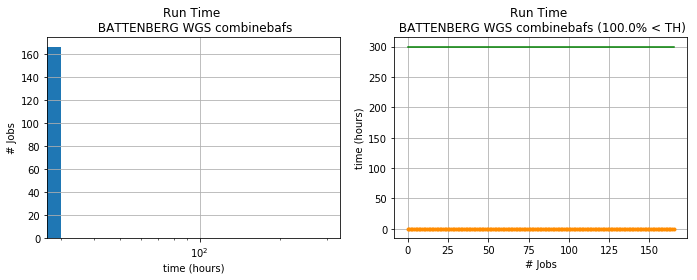 Run Time
BATTENBERG WGS combinebafs
160
140
120
100
80
60
40
20
0
# Jobs
10²
time (hours)
Run Time
BATTENBERG WGS combinebafs (100.0% < TH)
300
250
200
150
100
50
0
time (hours)
0 25 50 75 100 125 150
# Jobs